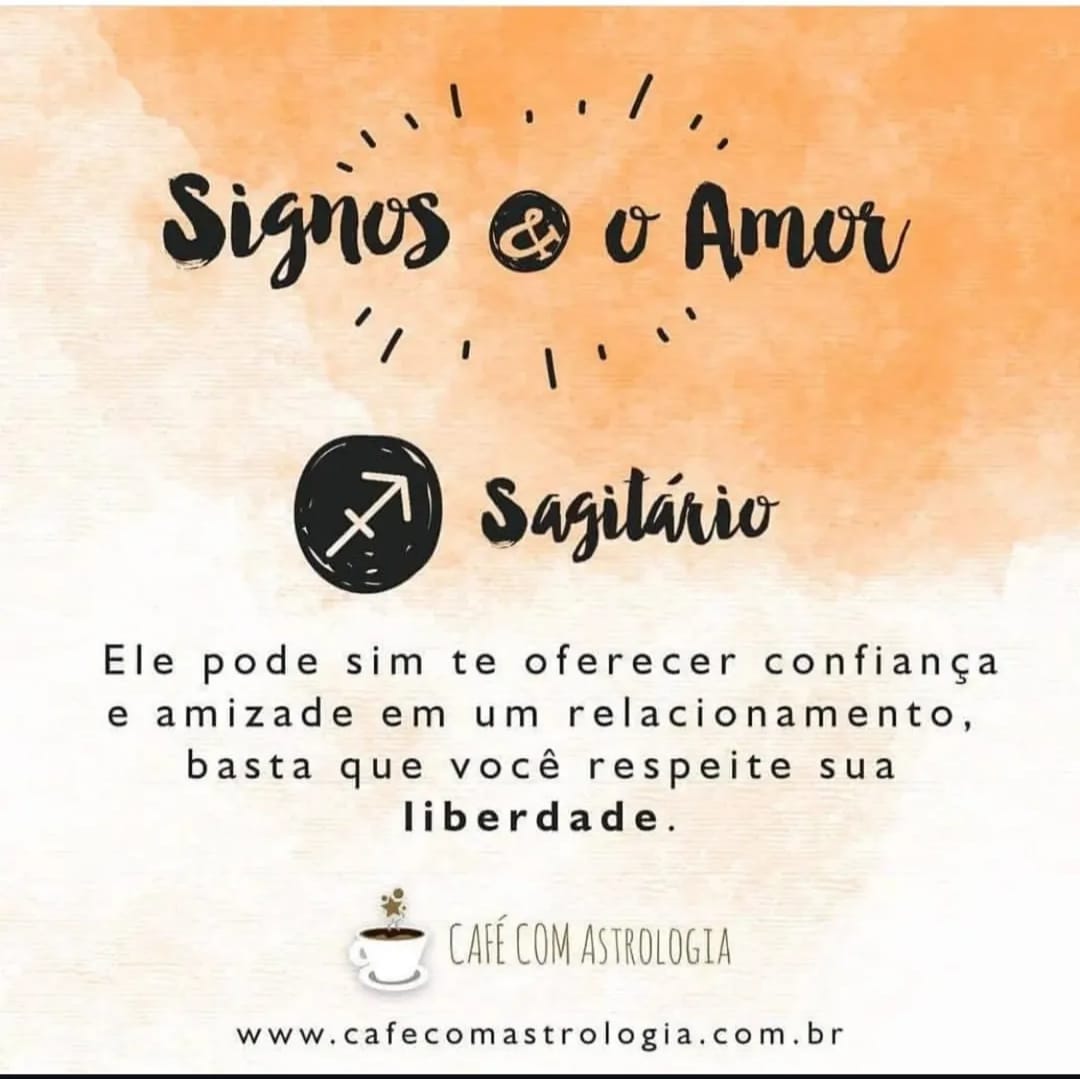 Signos & o Amor
Sagitário
Ele pode sim te oferecer confiança
e amizade em um relacionamento,
basta que você respeite sua
liberdade.
CAFÉ COM ASTROLOGIA
www.cafecomastrologia.com.br